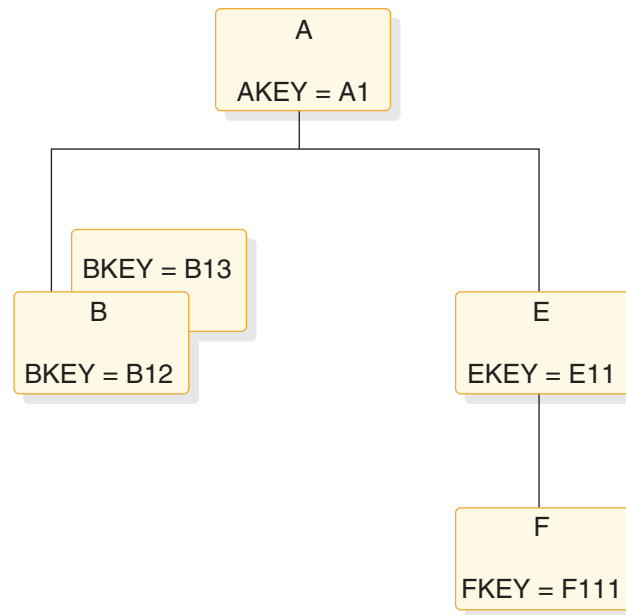 A
AKEY = A1
BKEY = B13
B
BKEY = B12
E
EKEY = E11
F
FKEY = F111